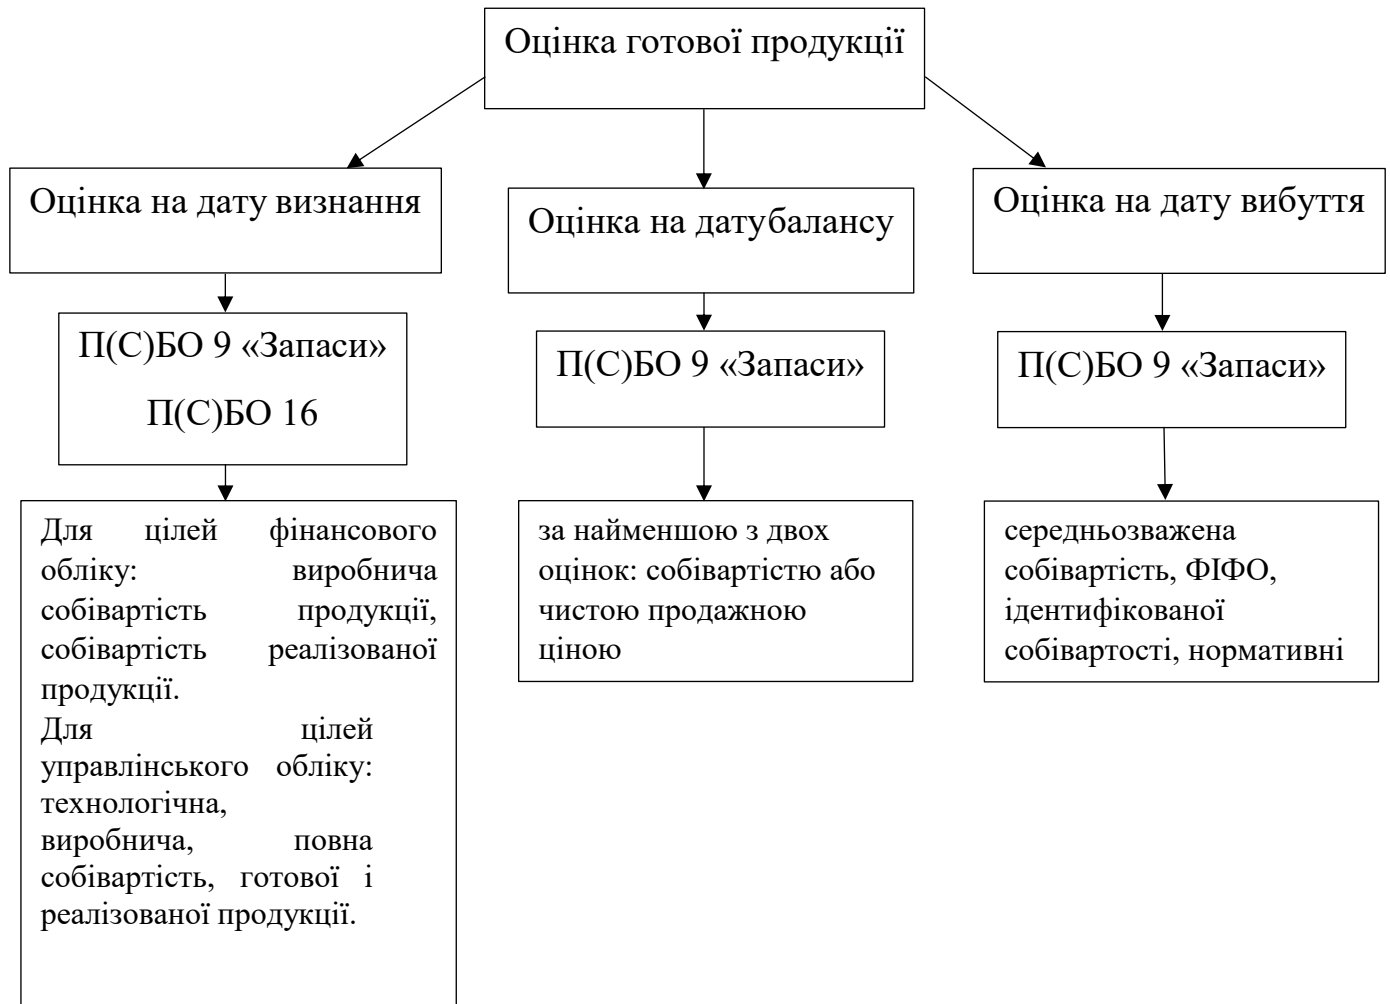 Оцінка готової продукції
Оцінка на дату визнання
Оцінка на датубалансу
Оцінка на дату вибуття
П(С)БО 9 «Запаси»
П(С)БО 16
П(С)БО 9 «Запаси»
П(С)БО 9 «Запаси»
Для цілей фінансового
обліку: виробнича
собівартість продукції,
собівартість реалізованої
продукції.
Для цілей
управлінського обліку:
технологічна,
виробнича, повна
собівартість, готової і
реалізованої продукції.
за найменшою з двох
оцінок: собівартістю або
чистою продажною
ціною
середньозважена
собівартість, ФІФО,
ідентифікованої
собівартості, нормативні